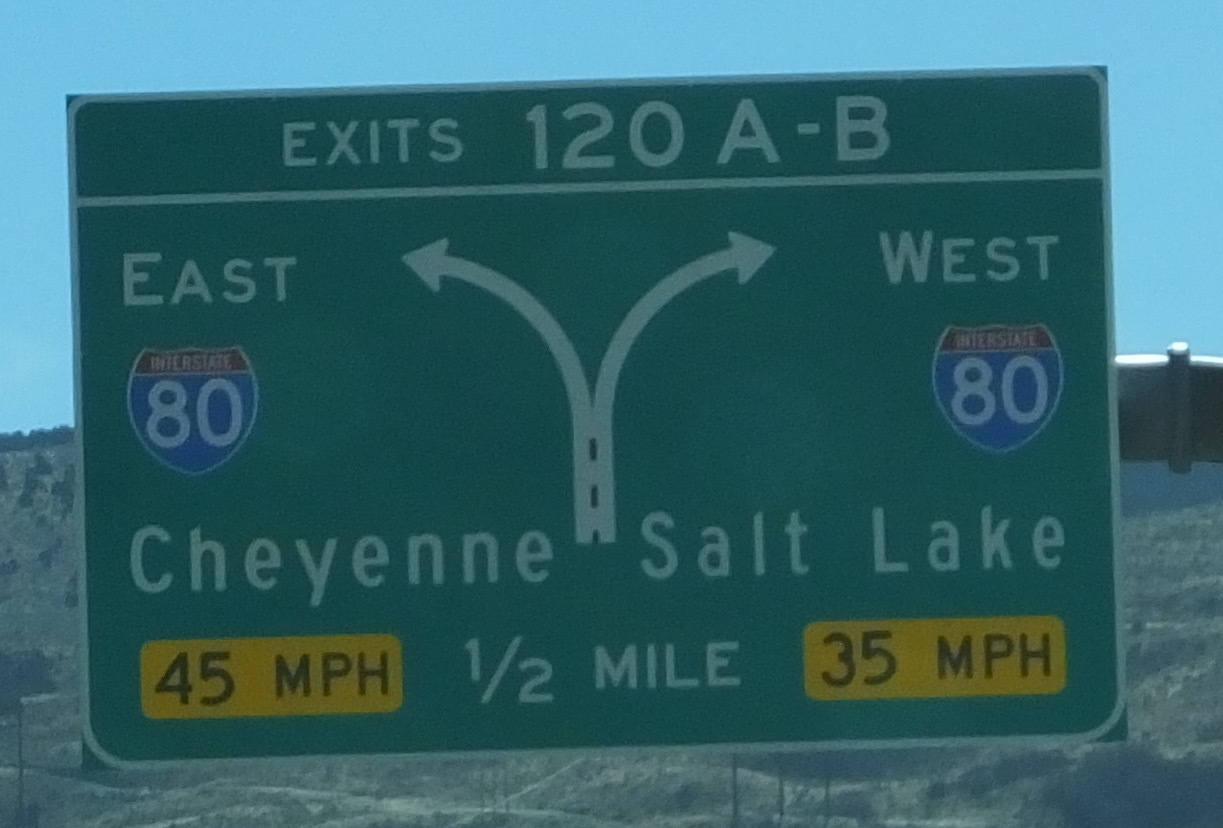 EXITS 120 A-B
EAST
WEST
INTERSTATE
80
INTERSTATE
80
Cheyenne Salt Lake
45 MPH 1/2 MILE 35 MPH